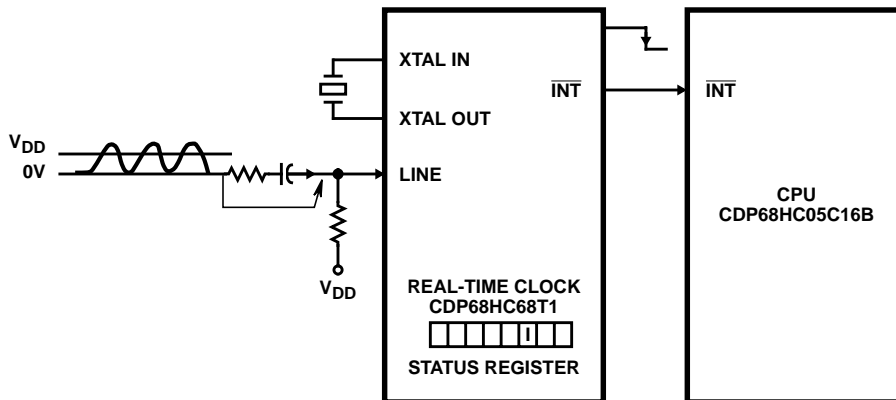 XTAL IN
XTAL OUT
INT
INT
VDD
0V
LINE
VDD
CPU
CDP68HC05C16B
REAL-TIME CLOCK
CDP68HC68T1
I
STATUS REGISTER